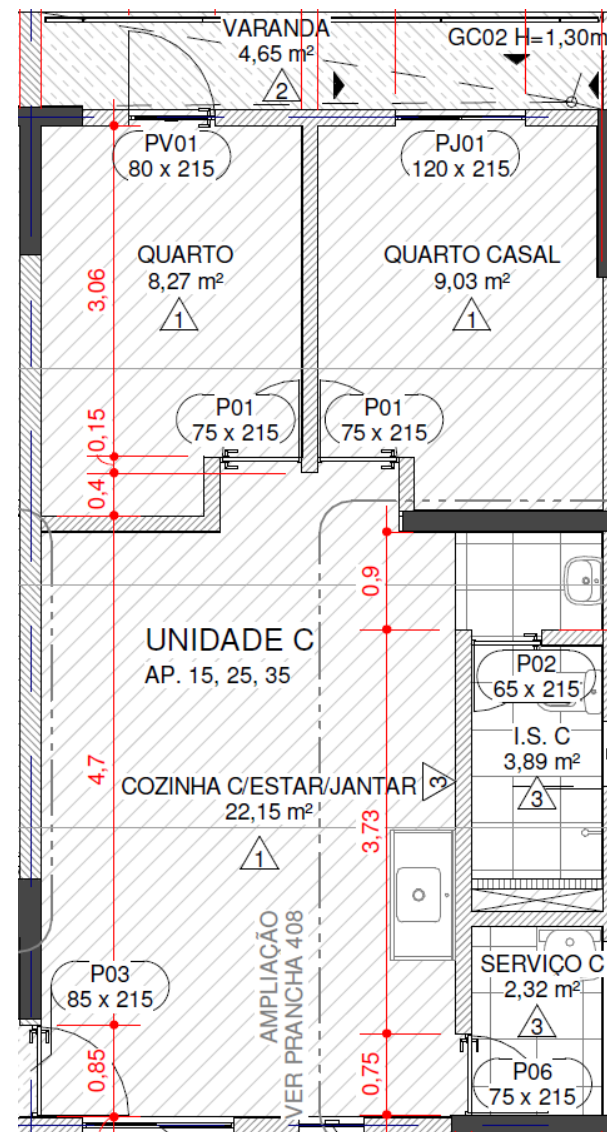 VARANDA
4,65 m²
2
GC02 H=1,30m
PV01
80 x 215
PJ01
120 x 215
QUARTO
8,27 m²
1
QUARTO CASAL
9,03 m²
1
3,06
P01
75 x 215
P01
75 x 215
0,15
0,4
0,9
UNIDADE C
AP. 15, 25, 35
P02
65 x 215
I.S. C
3,89 m²
3
4,7
COZINHA C/ESTAR/JANTAR
22,15 m²
1
3
3,73
AMPLIAÇÃO
VER PRANCHA 408
P03
85 x 215
0,85
SERVIÇO C
2,32 m²
3
0,75
P06
75 x 215